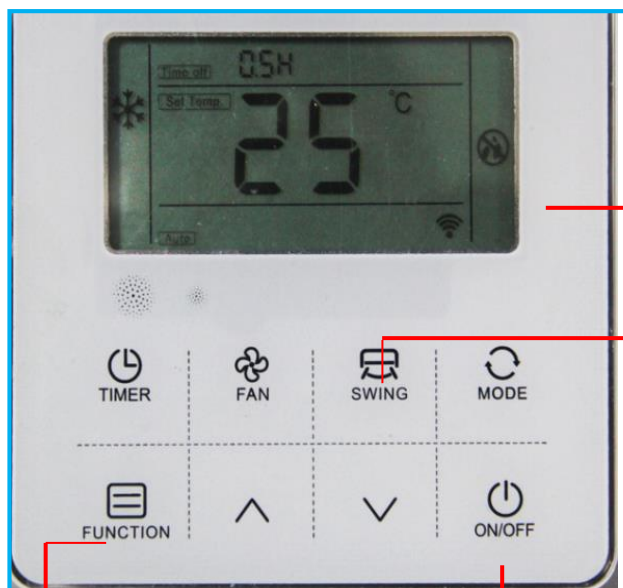 Time off 0.5H
Set Temp. 25 °C
Auto
TIMER FAN SWING MODE
FUNCTION ON/OFF